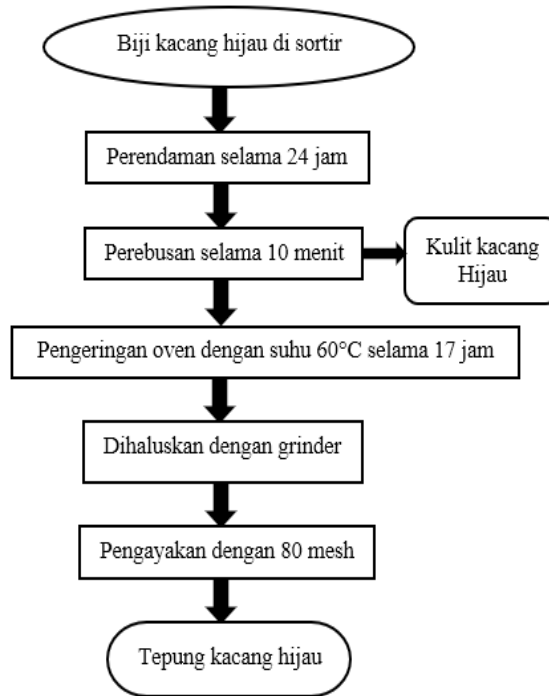 Biji kacang hijau di sortir
Perendaman selama 24 jam
Perebusan selama 10 menit
Kulit kacang
Hijau
Pengeringan oven dengan suhu 60°C selama 17 jam
Dihaluskan dengan grinder
Pengayakan dengan 80 mesh
Tepung kacang hijau